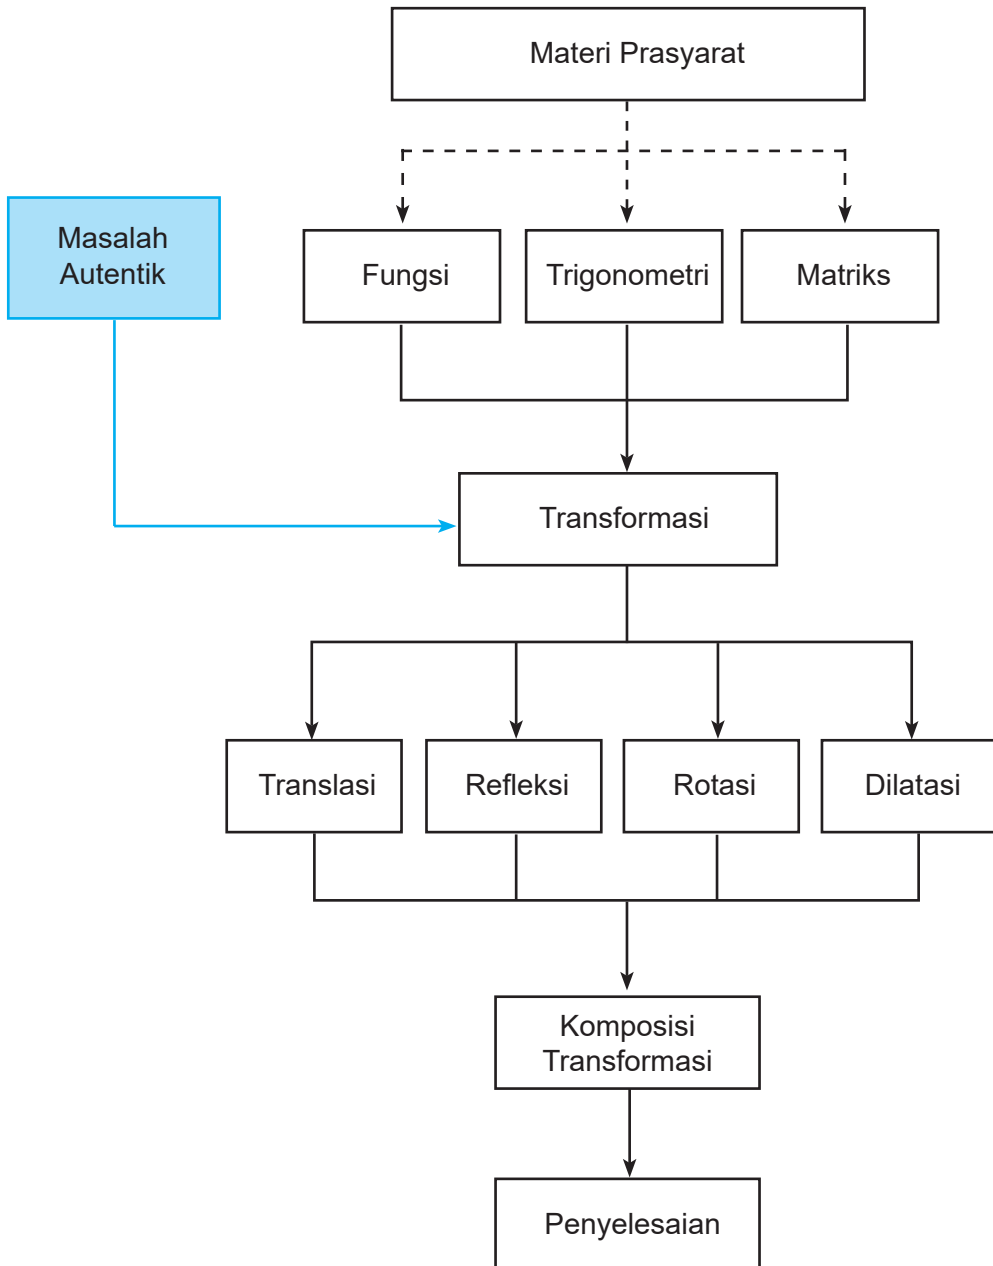 Materi Prasyarat
Masalah
Autentik
Fungsi
Trigonometri
Matriks
Transformasi
Translasi
Refleksi
Rotasi
Dilatasi
Komposisi
Transformasi
Penyelesaian